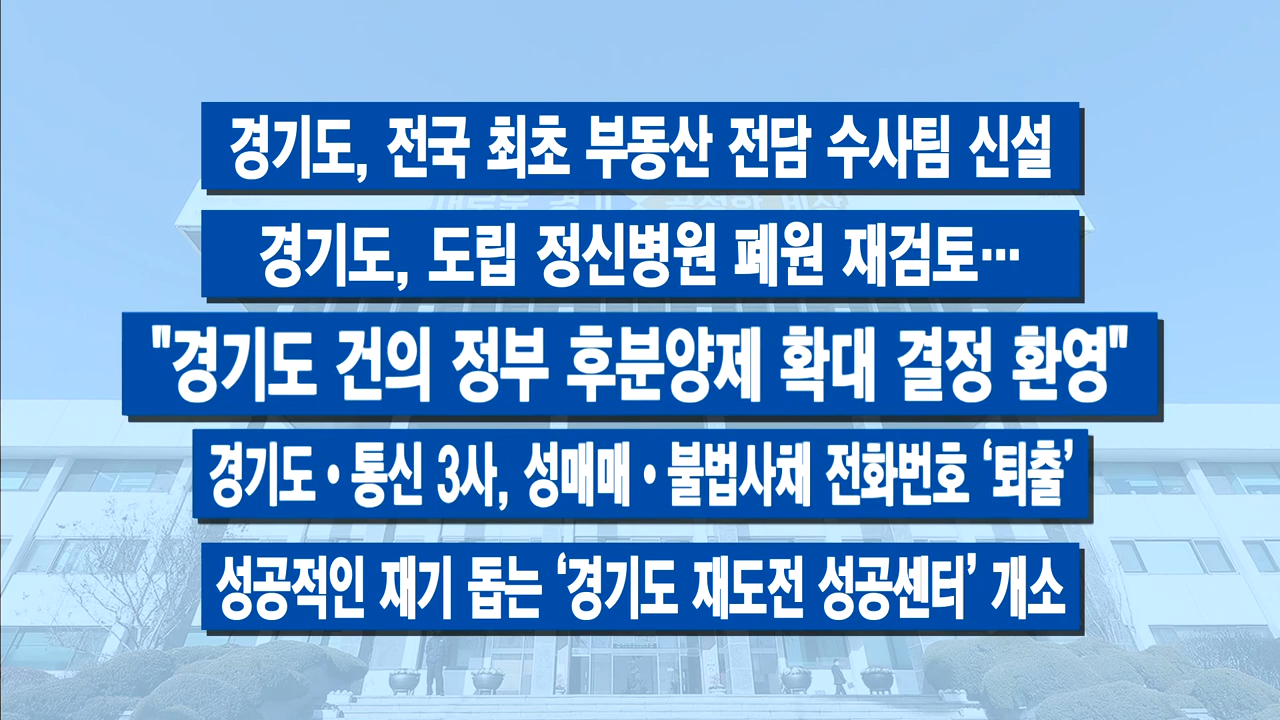 경기도, 전국 최초 부동산 전담 수사팀 신설
경기도, 도립 정신병원 폐원 재검토…
"경기도 건의 정부 후분양제 확대 결정 환영"
경기도·통신 3사, 성매매·불법사채 전화번호 ‘퇴출’
성공적인 재기 돕는 ‘경기도 재도전 성공센터’ 개소